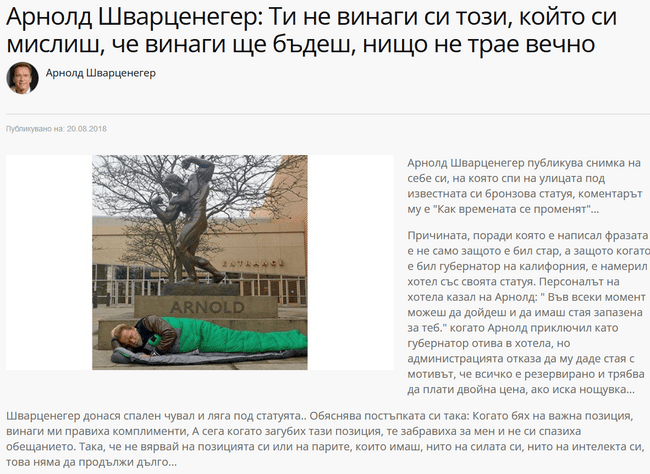 Арнолд Шварценегер: Ти не винаги си този, който си
мислиш, че винаги ще бъдеш, нищо не трае вечно
Арнолд Шварценегер
Публикувано на: 20.08.2018
Арнолд Шварценегер публикува снимка на
себе си, на която спи на улицата под
известната си бронзова статуя, коментарът
му е "Как времената се променят"...
Причината, поради която е написал фразата
е не само защото е бил стар, а защото когато
е бил губернатор на калифорния, е намерил
хотел със своята статуя. Персоналът на
хотела казал на Арнолд: " Във всеки момент
можеш да дойдеш и да имаш стая запазена
за теб." когато Арнолд приключил като
губернатор отива в хотела, но
администрацията отказа да му даде стая с
мотивът, че всичко е резервирано и трябва
да плати двойна цена, ако иска нощувка...
ENTRANCE
ARNOLD
Шварценегер донася спален чувал и ляга под статуята.. Обяснява постъпката си така: Когато бях на важна позиция,
винаги ми правиха комплименти, А сега когато загубих тази позиция, те забравиха за мен и не си спазиха
обещанието. Така, че не вярвай на позицията си или на парите, които имаш, нито на силата си, нито на интелекта си,
това няма да продължи дълго...